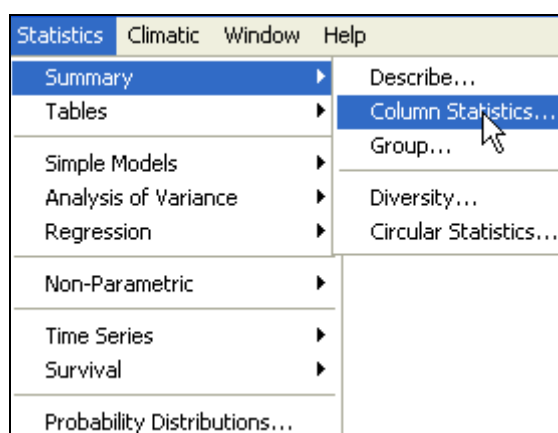 Statistics Climatic Window Help
Summary
Tables
Simple Models
Analysis of Variance
Regression
Non-Parametric
Time Series
Survival
Probability Distributions...
Describe...
Column Statistics...
Group...
Diversity...
Circular Statistics...